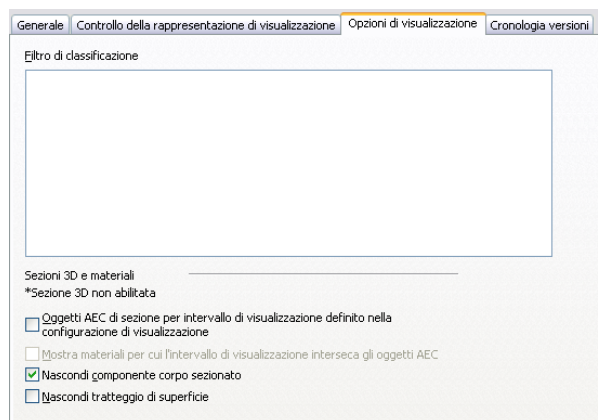 Generale Controllo della rappresentazione di visualizzazione Opzioni di visualizzazione Cronologia versioni
Filtro di classificazione
Sezioni 3D e materiali
*Sezione 3D non abilitata
Oggetti AEC di sezione per intervallo di visualizzazione definito nella
configurazione di visualizzazione
Mostra materiali per cui l'intervallo di visualizzazione interseca gli oggetti AEC
Nascondi componente corpo sezionato
Nascondi tratteggio di superficie